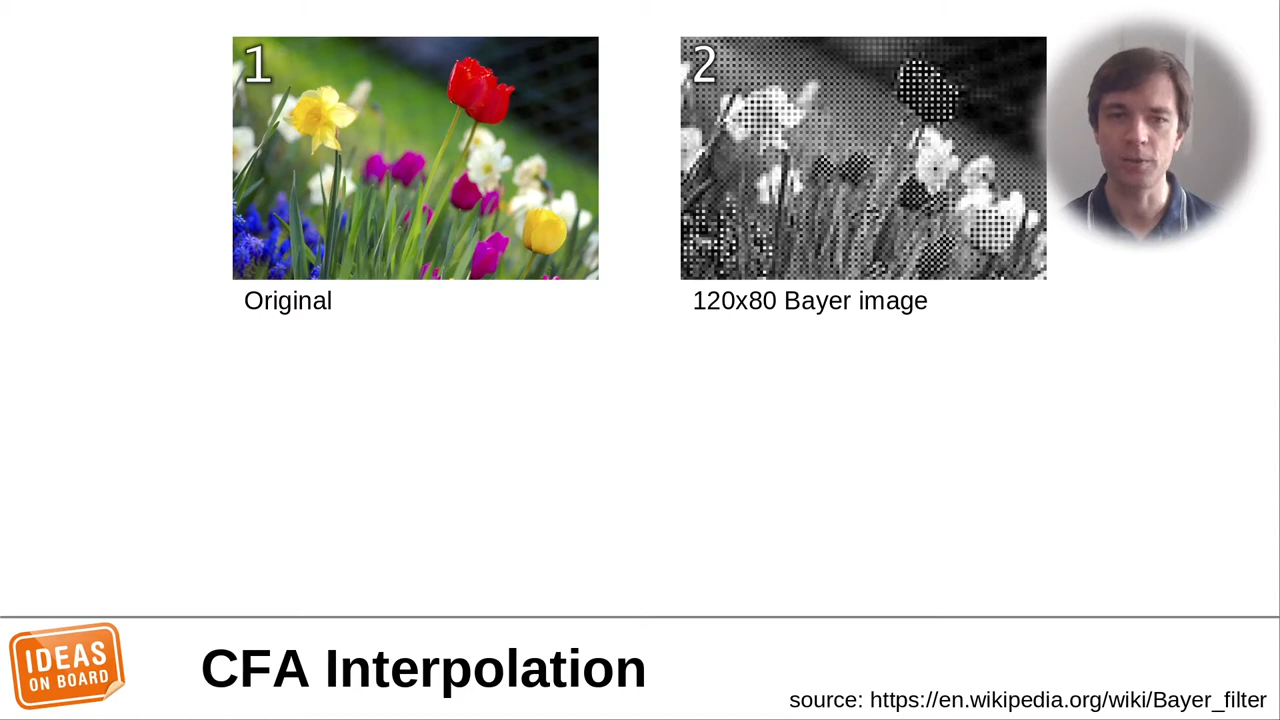 1
2
Original
120x80 Bayer image
IDEAS
ON BOARD
CFA Interpolation
source: https://en.wikipedia.org/wiki/Bayer_filter